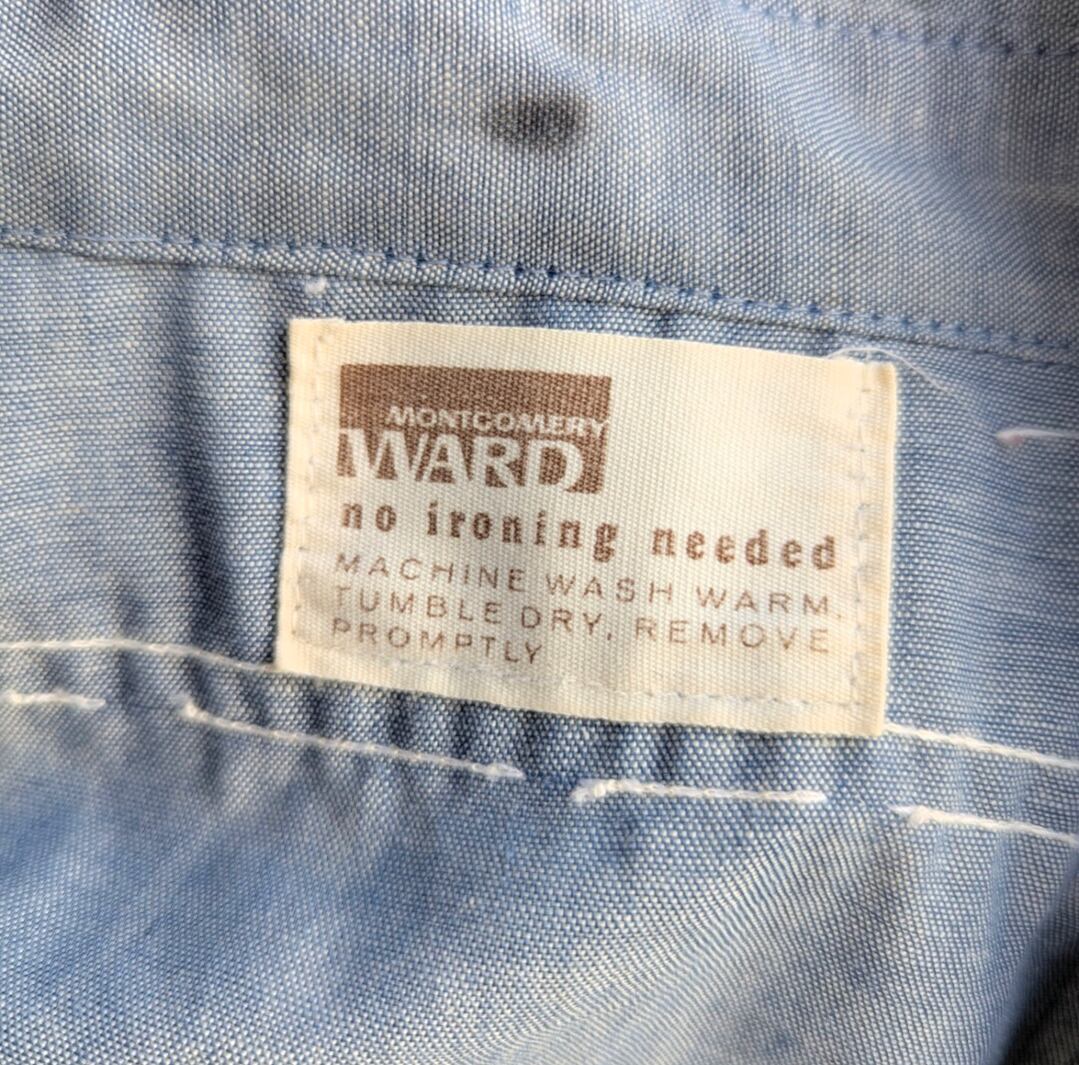 MONTGOMERY
WARD
no ironing needed
MACHINE WASH WARM,
TUMBLE DRY, REMOVE
PROMPTLY